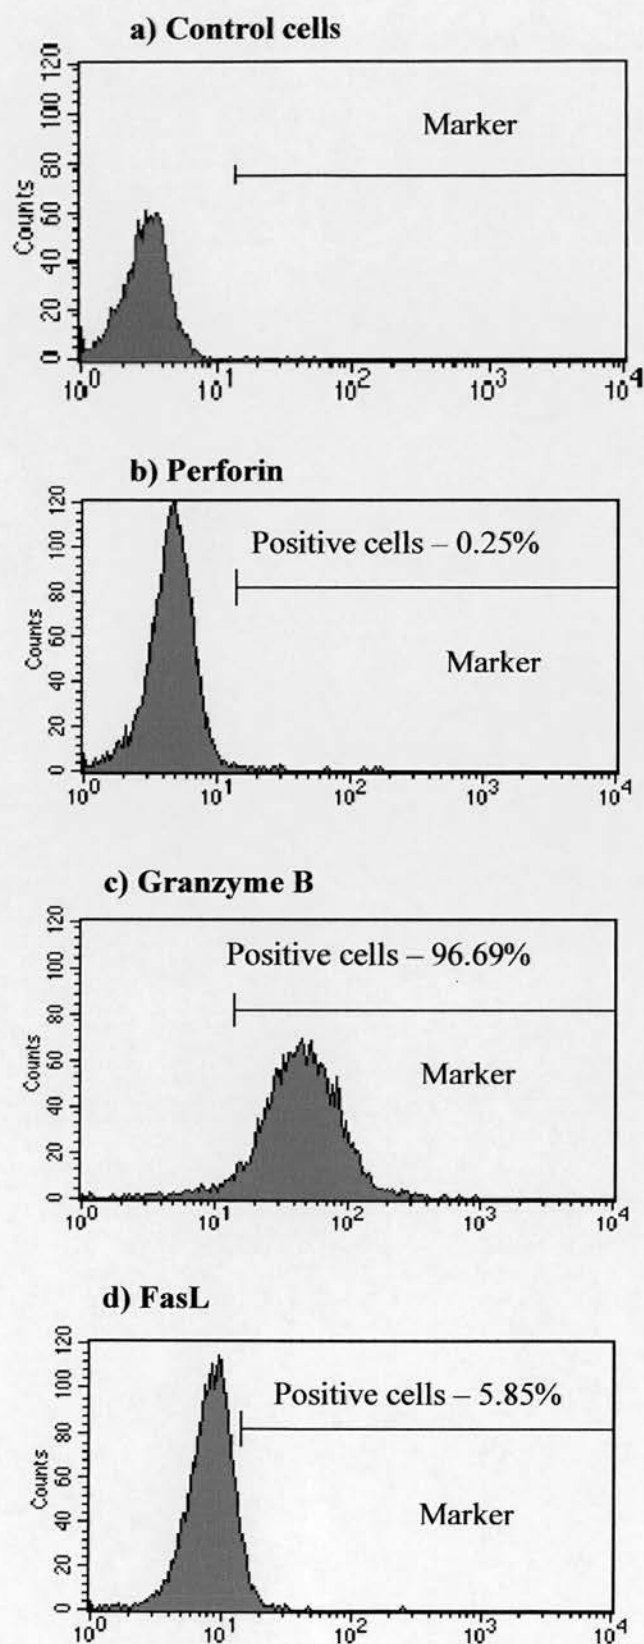 a) Control cells
120
100
80
60
40
20
0
Counts
Marker
10⁰ 10¹ 10² 10³ 10⁴
b) Perforin
120
100
80
60
40
20
0
Counts
Positive cells – 0.25%
Marker
10⁰ 10¹ 10² 10³ 10⁴
c) Granzyme B
120
100
80
60
40
20
0
Counts
Positive cells – 96.69%
Marker
10⁰ 10¹ 10² 10³ 10⁴
d) FasL
120
100
80
60
40
20
0
Counts
Positive cells – 5.85%
Marker
10⁰ 10¹ 10² 10³ 10⁴